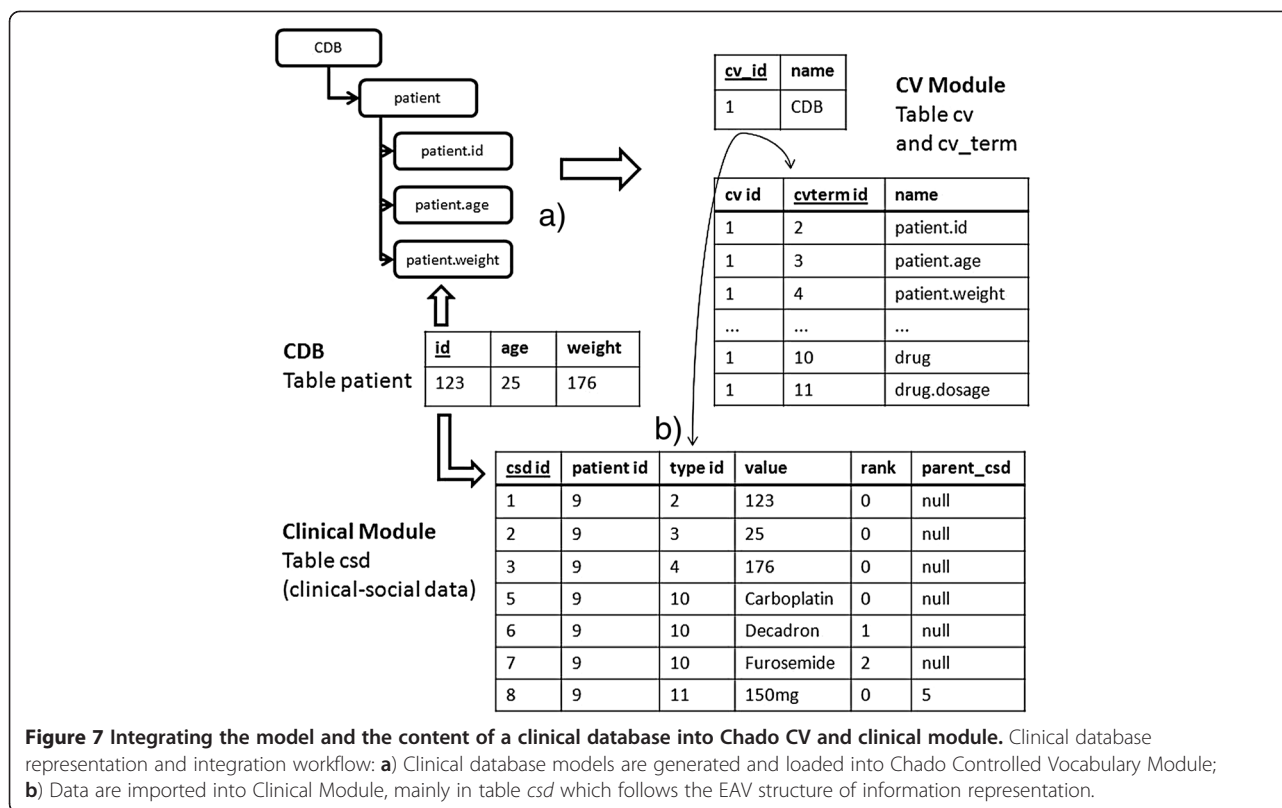 CDB
patient
patient.id
patient.age
patient.weight
a)
cv_id name
1 CDB
CV Module
Table cv
and cv_term
cv id cvterm id name
1 2 patient.id
1 3 patient.age
1 4 patient.weight
... ... ...
1 10 drug
1 11 drug.dosage
CDB
Table patient
id age weight
123 25 176
b)
Clinical Module
Table csd
(clinical-social data)
csd id patient id type id value rank parent_csd
1 9 2 123 0 null
2 9 3 25 0 null
3 9 4 176 0 null
5 9 10 Carboplatin 0 null
6 9 10 Decadron 1 null
7 9 10 Furosemide 2 null
8 9 11 150mg 0 5
Figure 7 Integrating the model and the content of a clinical database into Chado CV and clinical module. Clinical database
representation and integration workflow: a) Clinical database models are generated and loaded into Chado Controlled Vocabulary Module;
b) Data are imported into Clinical Module, mainly in table csd which follows the EAV structure of information representation.